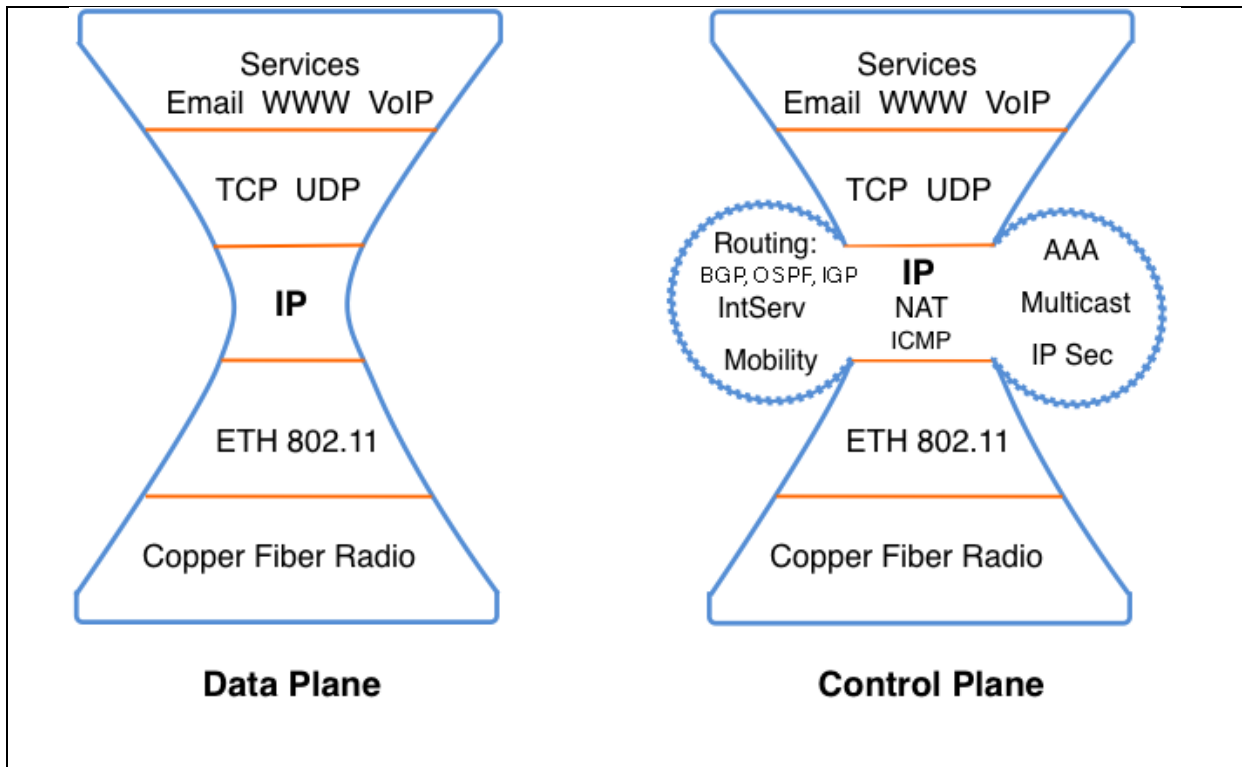 Services
Email WWW VoIP
TCP UDP
IP
ETH 802.11
Copper Fiber Radio
Data Plane
Services
Email WWW VoIP
TCP UDP
Routing:
BGP, OSPF, IGP
IntServ
Mobility
IP
NAT
ICMP
AAA
Multicast
IP Sec
ETH 802.11
Copper Fiber Radio
Control Plane